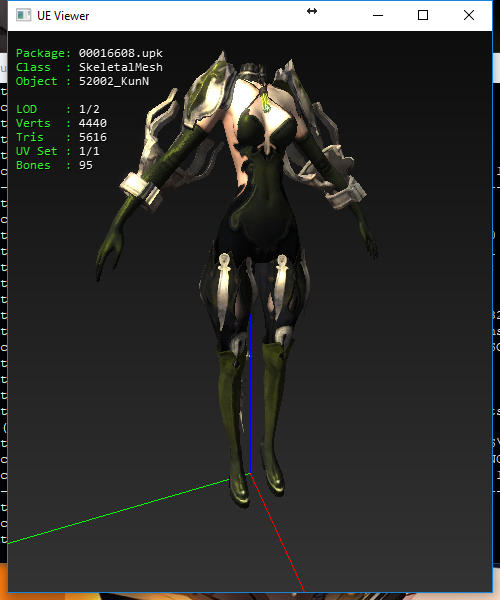 UE Viewer
Package: 00016608.upk
Class : SkeletalMesh
Object : 52002_KunN
LOD : 1/2
Verts : 4440
Tris : 5616
UV Set : 1/1
Bones : 95